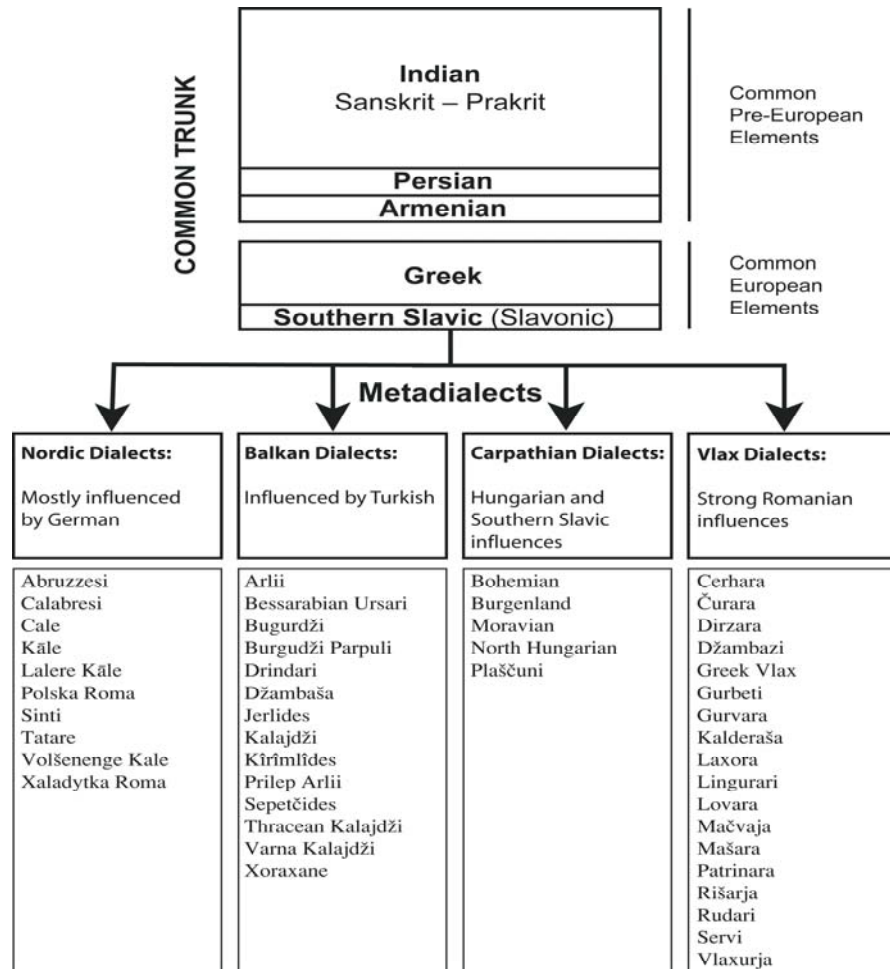 COMMON TRUNK
Indian
Sanskrit – Prakrit
Persian
Armenian
Common
Pre-European
Elements
Greek
Southern Slavic (Slavonic)
Common
European
Elements
Metadialects
Nordic Dialects:
Mostly influenced
by German
Abruzzesi
Calabresi
Cale
Kāle
Lalere Kāle
Polska Roma
Sinti
Tatare
Volšenenge Kale
Xaladytka Roma
Balkan Dialects:
Influenced by Turkish
Arlii
Bessarabian Ursari
Bugurdži
Burgudži Parpuli
Drindari
Džambaša
Jerlides
Kalajdži
Kîrîmlîdes
Prilep Arlii
Sepetčides
Thracean Kalajdži
Varna Kalajdži
Xoraxane
Carpathian Dialects:
Hungarian and
Southern Slavic
influences
Bohemian
Burgenland
Moravian
North Hungarian
Plaščuni
Vlax Dialects:
Strong Romanian
influences
Cerhara
Čurara
Dirzara
Džambazi
Greek Vlax
Gurbeti
Gurvara
Kalderaša
Laxora
Lingurari
Lovara
Mačvaja
Mašara
Patrinara
Rišarja
Rudari
Servi
Vlaxurja